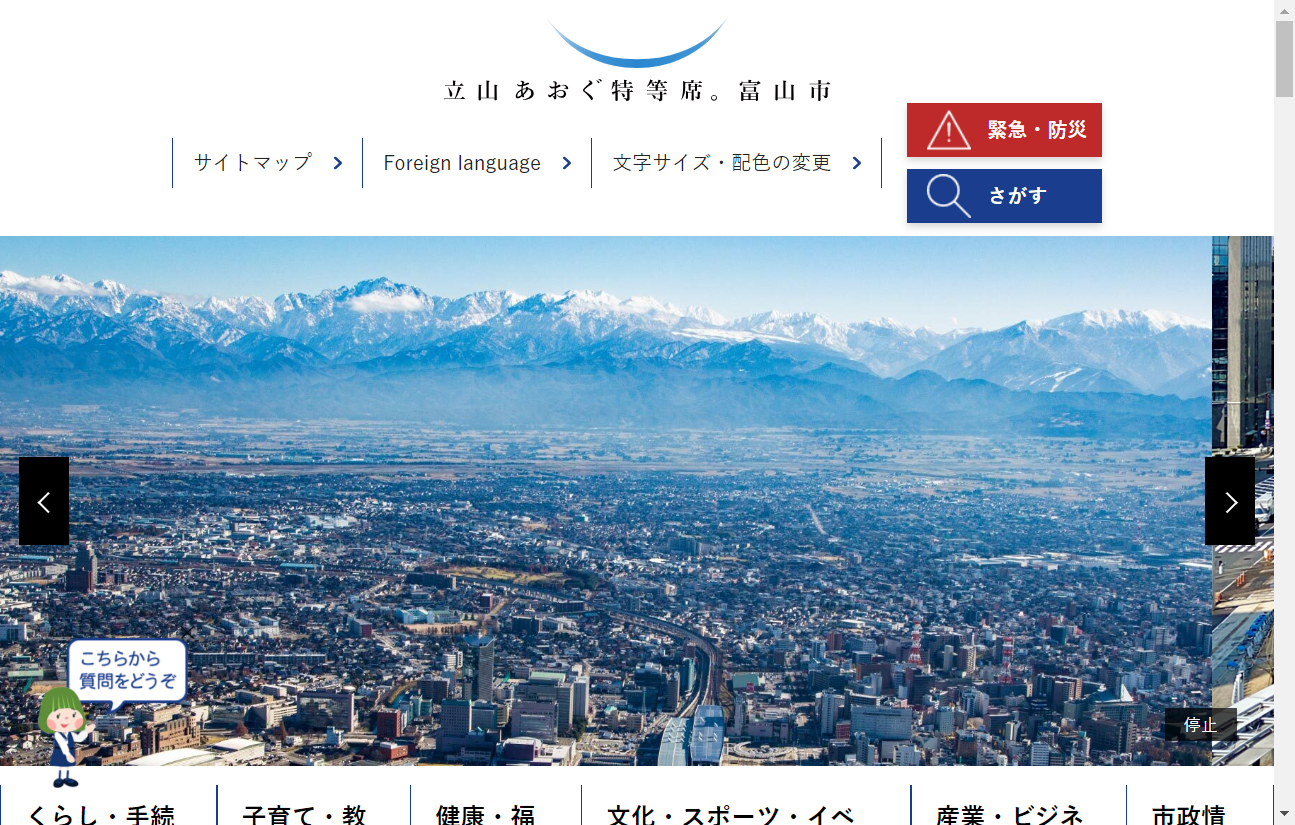 立山あおぐ特等席。富山市
サイトマップ
Foreign language
文字サイズ・配色の変更
緊急・防災
さがす
こちらから
質問をどうぞ
停止
くらし・手続
子育て・教
健康・福
文化・スポーツ・イベ
産業・ビジネ
市政情